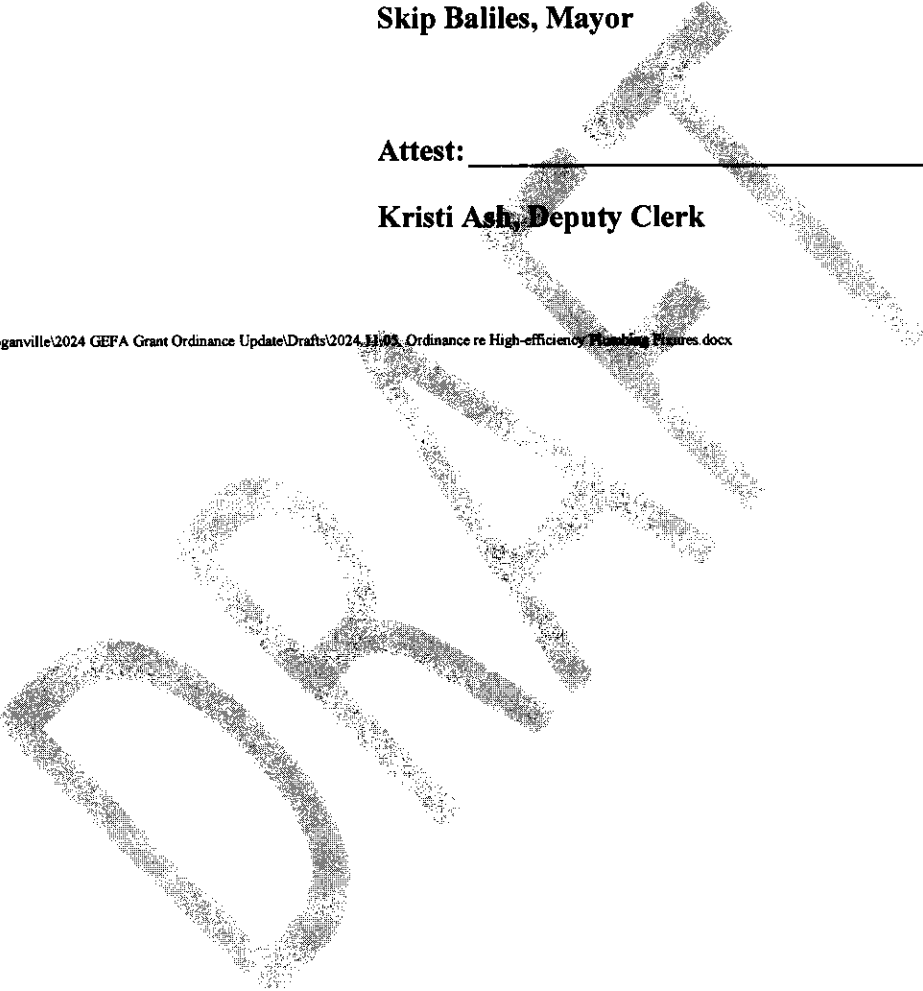 Skip Baliles, Mayor
Attest:
Kristi Ash, Deputy Clerk
ganville\2024 GEFA Grant Ordinance Update\Drafts\2024.11.05. Ordinance re High-efficiency Plumbing Fixtures.docx
DRAFT